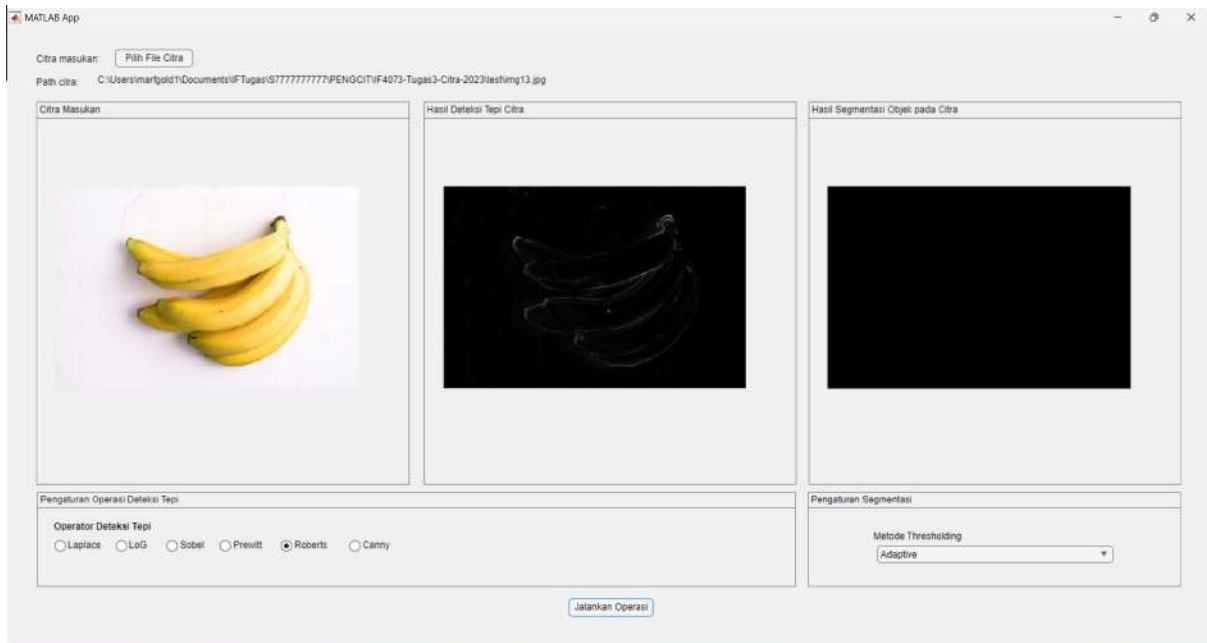 MATLAB App
Citra masukan: Pilih File Citra
Path citra: C:\Users\marfgold1\Documents\IFTugas\S7777777777\PENGCIT\IF4073-Tugas3-Citra-2023\test\img13.jpg
Citra Masukan
Hasil Deteksi Tepi Citra
Hasil Segmentasi Objek pada Citra
Pengaturan Operasi Deteksi Tepi
Pengaturan Segmentasi
Operator Deteksi Tepi
Laplace LoG Sobel Prewitt Roberts Canny
Metode Thresholding
Adaptive
Jalankan Operasi